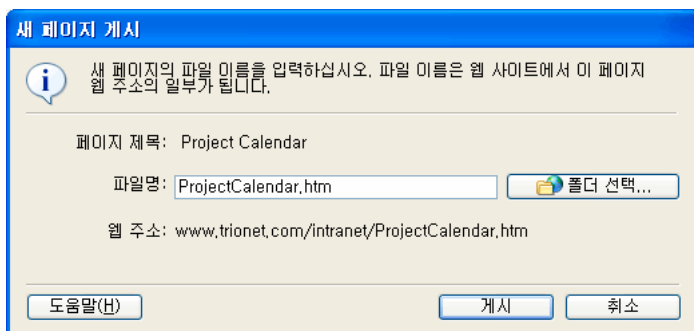 새 페이지 게시
새 페이지의 파일 이름을 입력하십시오. 파일 이름은 웹 사이트에서 이 페이지
웹 주소의 일부가 됩니다.
페이지 제목: Project Calendar
파일명: ProjectCalendar.htm 폴더 선택...
웹 주소: www.trionet.com/intranet/ProjectCalendar.htm
도움말(H) 게시 취소